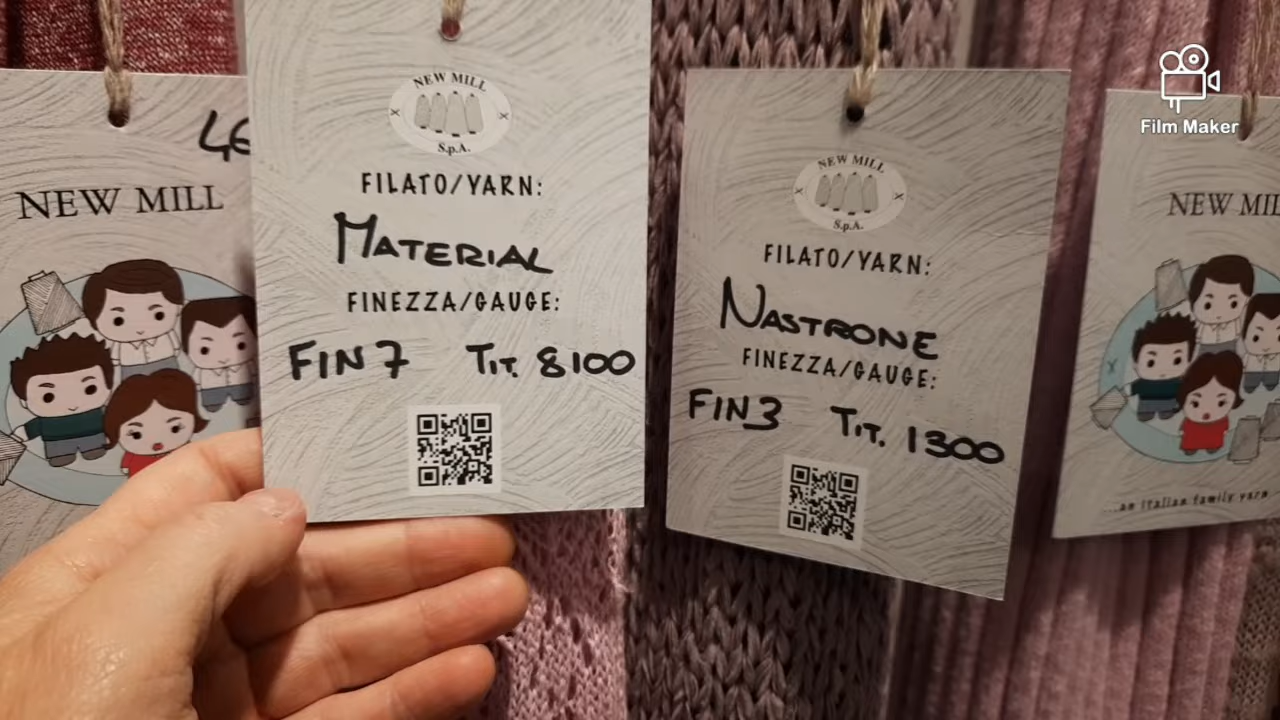 46
NEW MILL
NEW MILL
S.p.A.
FILATO/YARN:
MATERIAL
FINEZZA/GAUGE:
FIN 7 TIT. 8100
NEW MILL
S.p.A.
FILATO/YARN:
NASTRONE
FINEZZA/GAUGE:
FIN 3 TIT. 1300
Film Maker
NEW MIL
...an italian family yarn